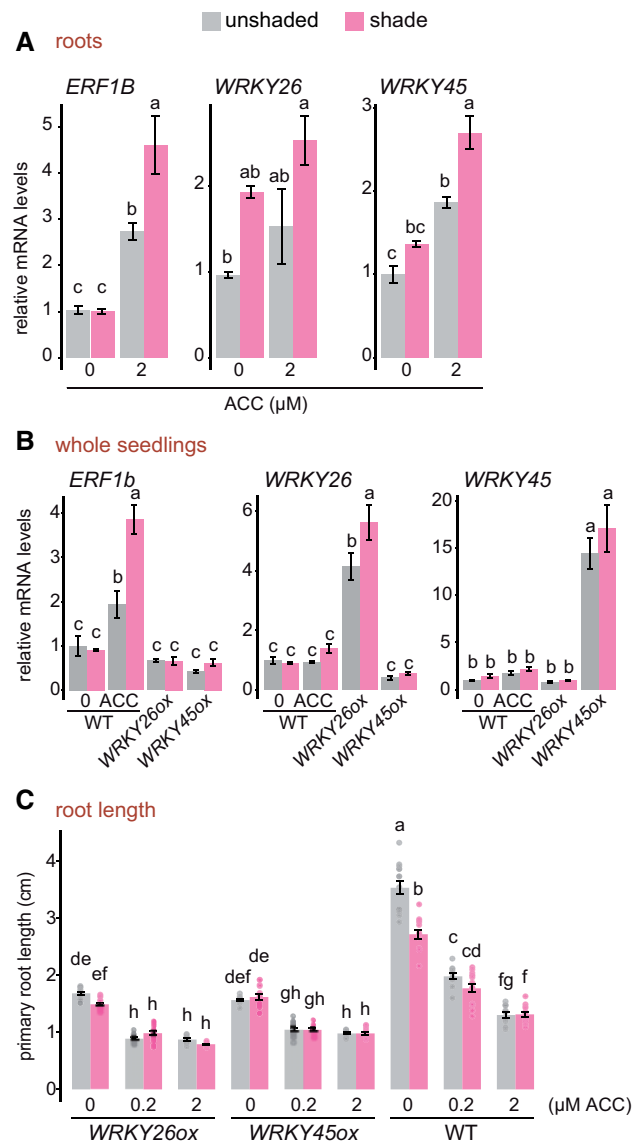 unshaded shade
A roots
ERF1B WRKY26 WRKY45
relative mRNA levels
5
4
3
2
1
0
c c b a
0 2
2
1
0
b ab ab a
0 2
3
2
1
0
c bc b a
0 2
ACC (µM)
B whole seedlings
ERF1b WRKY26 WRKY45
relative mRNA levels
4
3
2
1
0
c c b a c c c c
0 ACC
WT
WRKY26ox
WRKY45ox
6
4
2
0
c c c c b a c c
0 ACC
WT
WRKY26ox
WRKY45ox
20
15
10
5
0
b b b b b b a a
0 ACC
WT
WRKY26ox
WRKY45ox
C root length
primary root length (cm)
4
3
2
1
0
de ef h h h h def de gh gh h h a b c cd fg f
0 0.2 2 0 0.2 2 0 0.2 2 (µM ACC)
WRKY26ox WRKY45ox WT